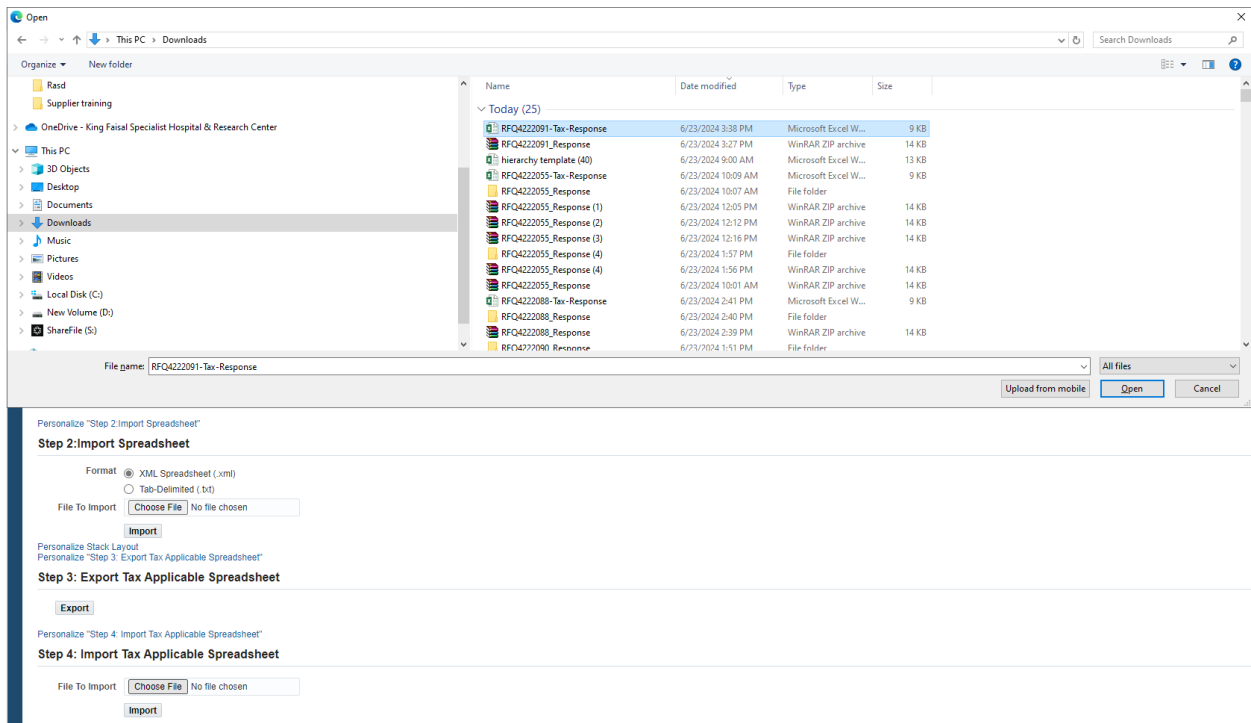 Open
This PC > Downloads
Search Downloads
Organize
New folder
Rasd
Supplier training
OneDrive - King Faisal Specialist Hospital & Research Center
This PC
3D Objects
Desktop
Documents
Downloads
Music
Pictures
Videos
Local Disk (C:)
New Volume (D:)
ShareFile (S:)
Name Date modified Type Size
Today (25)
RFQ4222091-Tax-Response 6/23/2024 3:38 PM Microsoft Excel W... 9 KB
RFQ4222091_Response 6/23/2024 3:27 PM WinRAR ZIP archive 14 KB
hierarchy template (40) 6/23/2024 9:00 AM Microsoft Excel W... 13 KB
RFQ4222055-Tax-Response 6/23/2024 10:09 AM Microsoft Excel W... 9 KB
RFQ4222055_Response 6/23/2024 10:07 AM File folder
RFQ4222055_Response (1) 6/23/2024 12:05 PM WinRAR ZIP archive 14 KB
RFQ4222055_Response (2) 6/23/2024 12:12 PM WinRAR ZIP archive 14 KB
RFQ4222055_Response (3) 6/23/2024 12:16 PM WinRAR ZIP archive 14 KB
RFQ4222055_Response (4) 6/23/2024 1:57 PM File folder
RFQ4222055_Response (4) 6/23/2024 1:56 PM WinRAR ZIP archive 14 KB
RFQ4222055_Response 6/23/2024 10:01 AM WinRAR ZIP archive 14 KB
RFQ4222088-Tax-Response 6/23/2024 2:41 PM Microsoft Excel W... 9 KB
RFQ4222088_Response 6/23/2024 2:40 PM File folder
RFQ4222088_Response 6/23/2024 2:39 PM WinRAR ZIP archive 14 KB
RFQ4222090_Response 6/23/2024 1:51 PM File folder
File name: RFQ4222091-Tax-Response
All files
Upload from mobile
Open
Cancel
Personalize "Step 2:Import Spreadsheet"
Step 2:Import Spreadsheet
Format XML Spreadsheet (.xml)
Tab-Delimited (.txt)
File To Import Choose File No file chosen
Import
Personalize Stack Layout
Personalize "Step 3: Export Tax Applicable Spreadsheet"
Step 3: Export Tax Applicable Spreadsheet
Export
Personalize "Step 4: Import Tax Applicable Spreadsheet"
Step 4: Import Tax Applicable Spreadsheet
File To Import Choose File No file chosen
Import